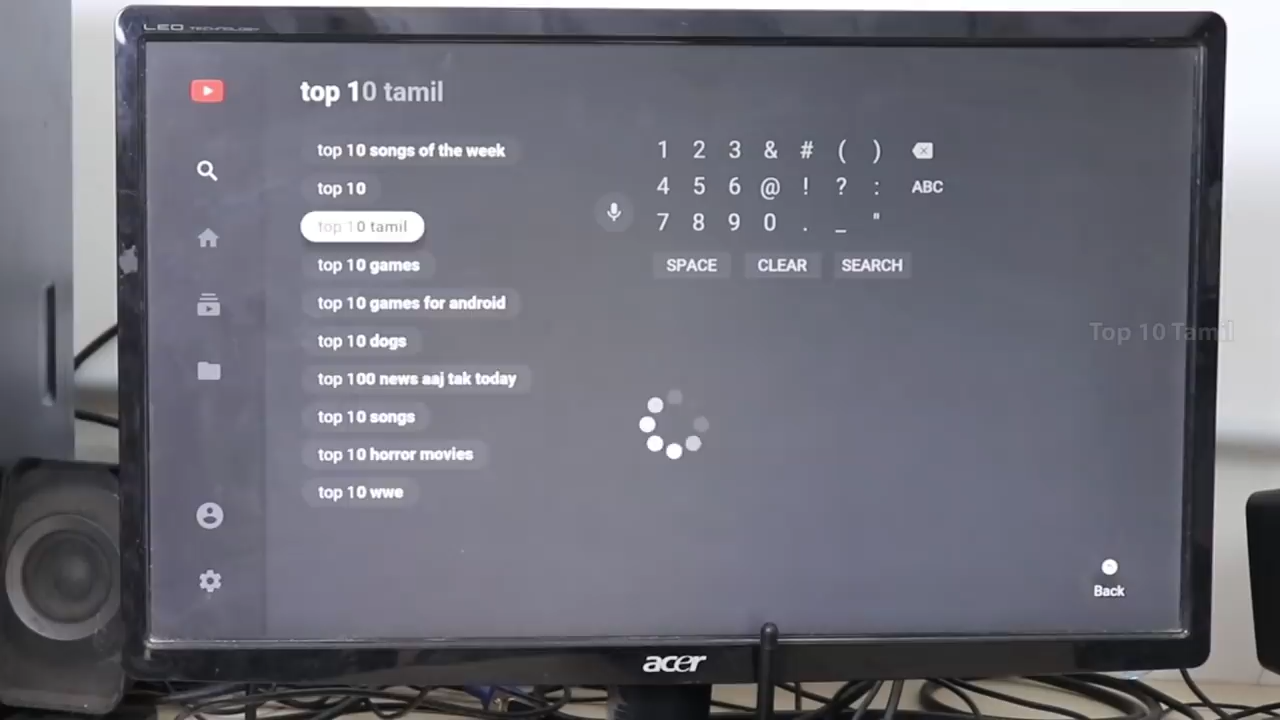 LED TECHNOLOGY
top 10 tamil
top 10 songs of the week
top 10
top 10 tamil
top 10 games
top 10 games for android
top 10 dogs
top 100 news aaj tak today
top 10 songs
top 10 horror movies
top 10 wwe
1 2 3 & # ( )
4 5 6 @ ! ? : ABC
7 8 9 0 . _ "
SPACE CLEAR SEARCH
Top 10 Tamil
Back
acer